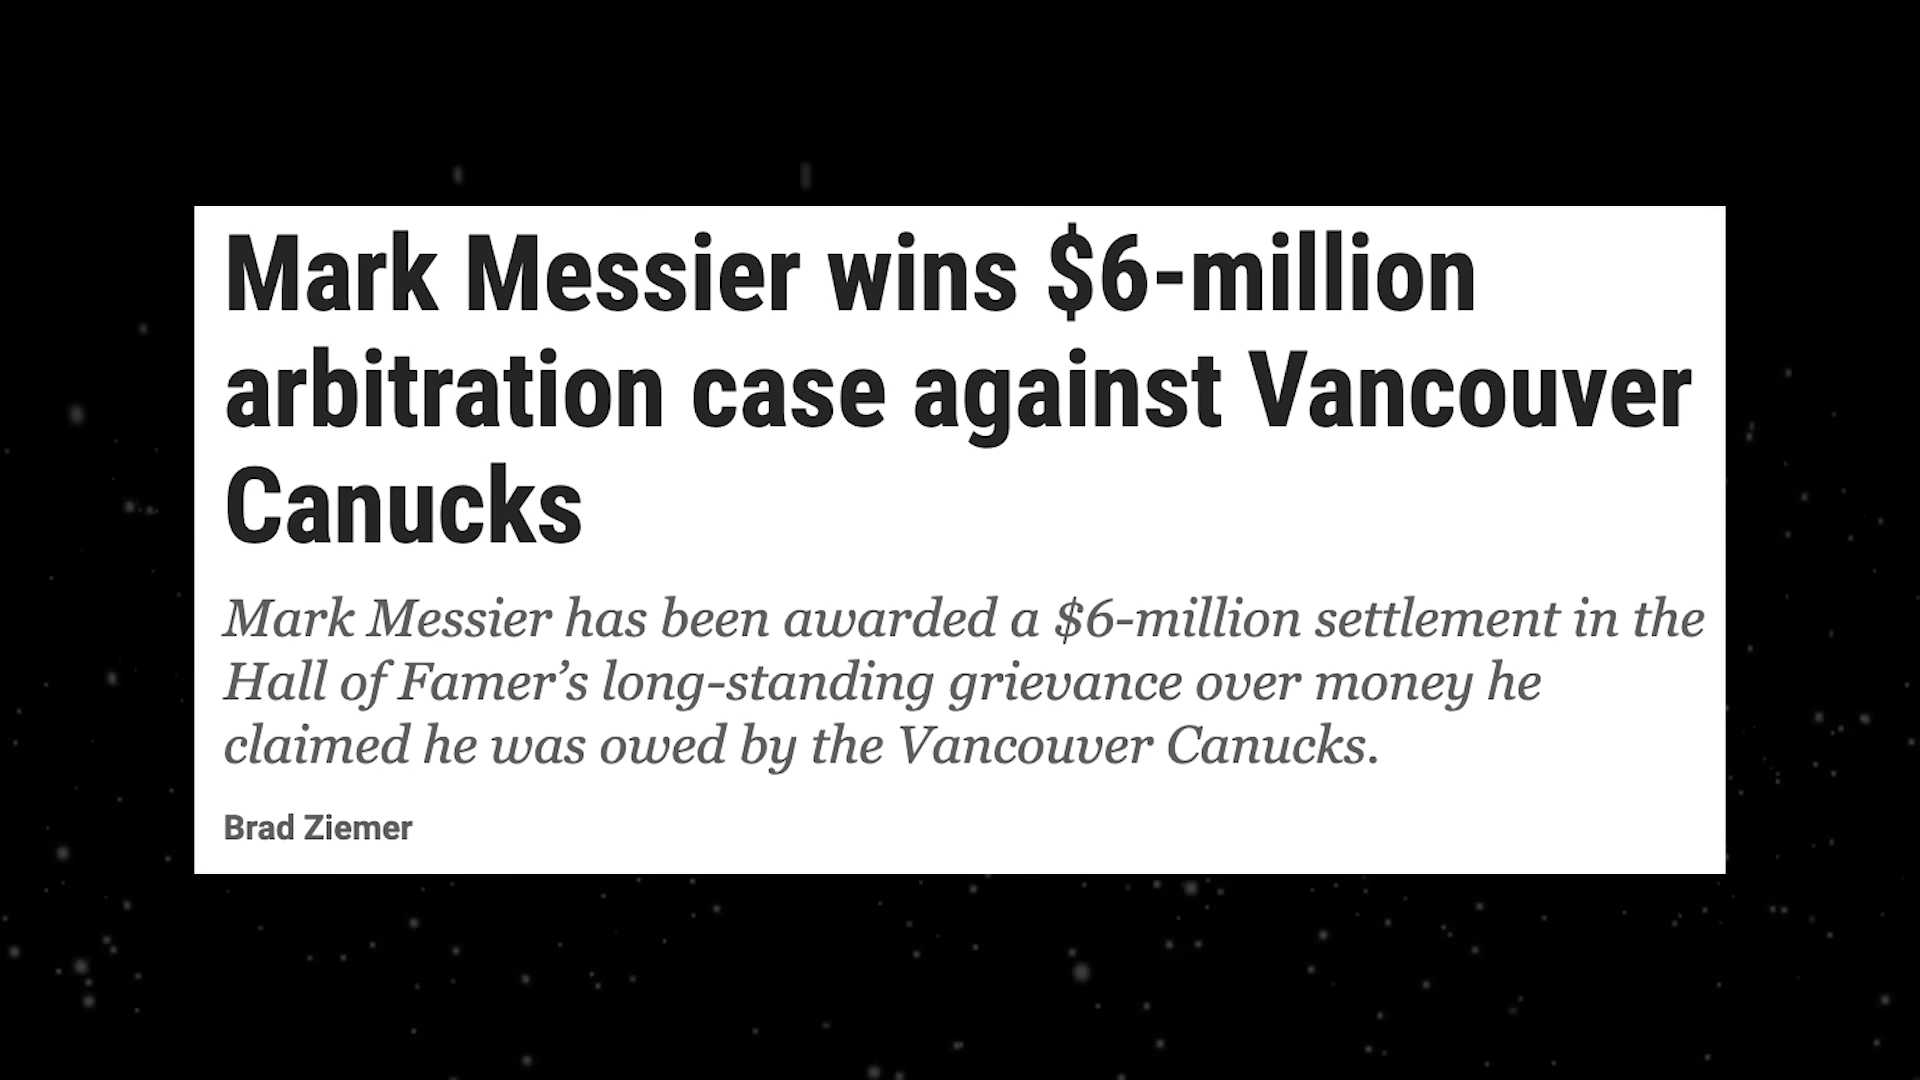 Mark Messier wins $6-million
arbitration case against Vancouver
Canucks
Mark Messier has been awarded a $6-million settlement in the
Hall of Famer’s long-standing grievance over money he
claimed he was owed by the Vancouver Canucks.
Brad Ziemer